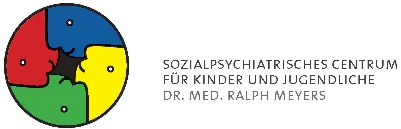 SOZIALPSYCHIATRISCHES CENTRUM
FÜR KINDER UND JUGENDLICHE
DR. MED. RALPH MEYERS